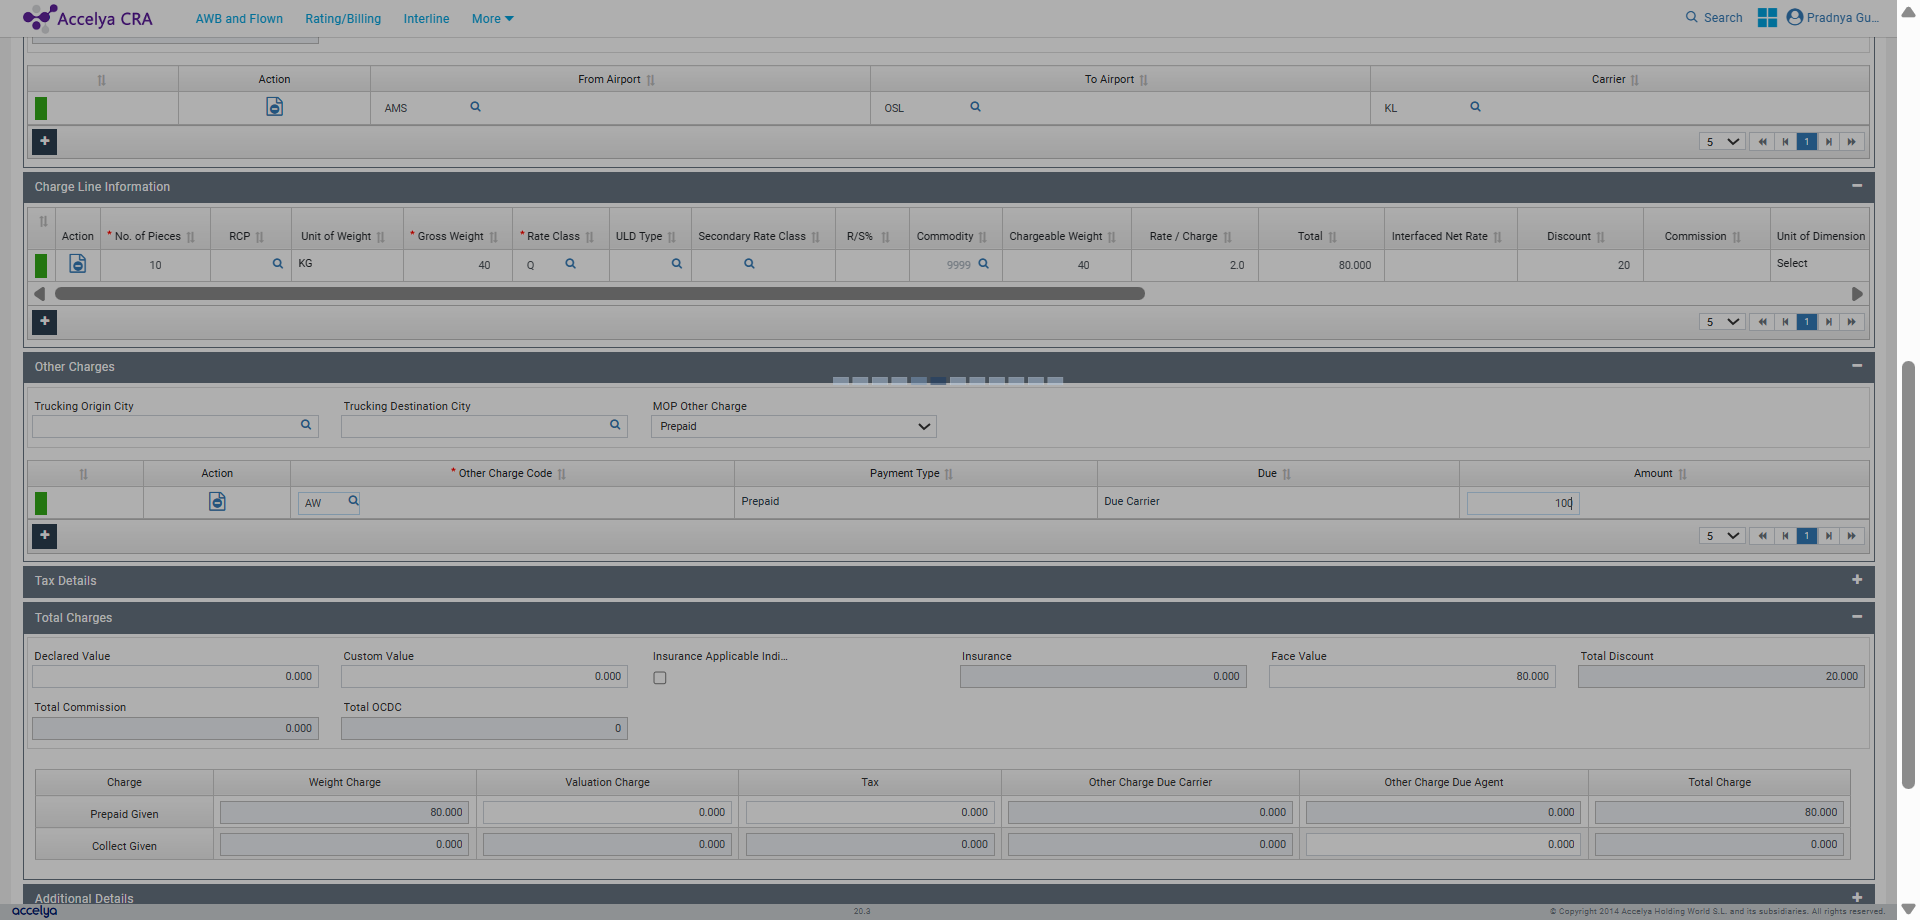 Accelya CRA AWB and Flown Rating/Billing Interline More Search Pradnya Gu...
Action From Airport To Airport Carrier
AMS OSL KL
5 1
Charge Line Information
Action * No. of Pieces RCP Unit of Weight * Gross Weight * Rate Class ULD Type Secondary Rate Class R/S% Commodity Chargeable Weight Rate / Charge Total Interfaced Net Rate Discount Commission Unit of Dimension
10 KG 40 Q 9999 40 2.0 80.000 20 Select
5 1
Other Charges
Trucking Origin City Trucking Destination City MOP Other Charge
Prepaid
Action * Other Charge Code Payment Type Due Amount
AW Prepaid Due Carrier 100
5 1
Tax Details
Total Charges
Declared Value Custom Value Insurance Applicable Indi... Insurance Face Value Total Discount
0.000 0.000 0.000 80.000 20.000
Total Commission Total OCDC
0.000 0
Charge Weight Charge Valuation Charge Tax Other Charge Due Carrier Other Charge Due Agent Total Charge
Prepaid Given 80.000 0.000 0.000 0.000 0.000 80.000
Collect Given 0.000 0.000 0.000 0.000 0.000 0.000
Additional Details
accelya 20.3 © Copyright 2014 Accelya Holding World S.L. and its subsidiaries. All rights reserved.